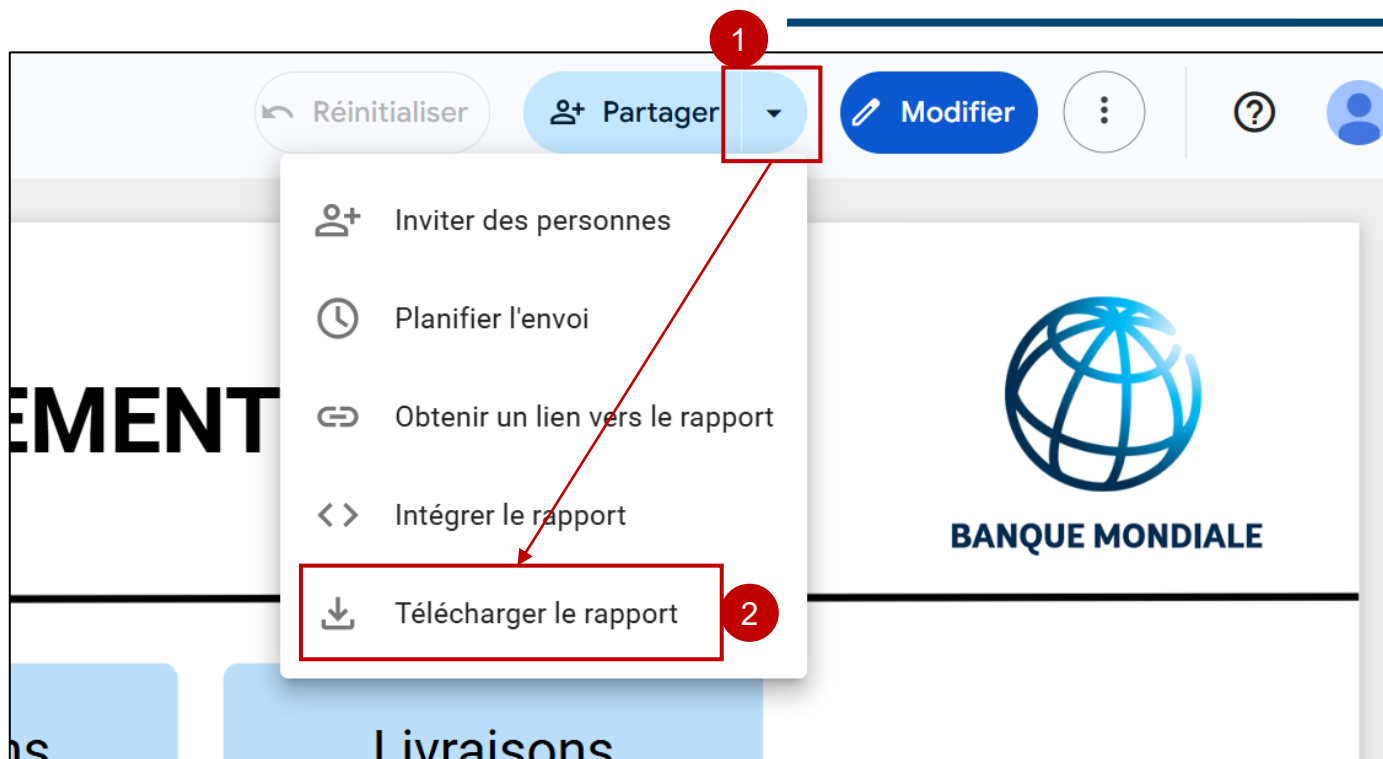 1
Réinitialiser
Partager
Modifier
Inviter des personnes
Planifier l'envoi
EMENT
Obtenir un lien vers le rapport
Intégrer le rapport
BANQUE MONDIALE
Télécharger le rapport
2
ns
Livraisons